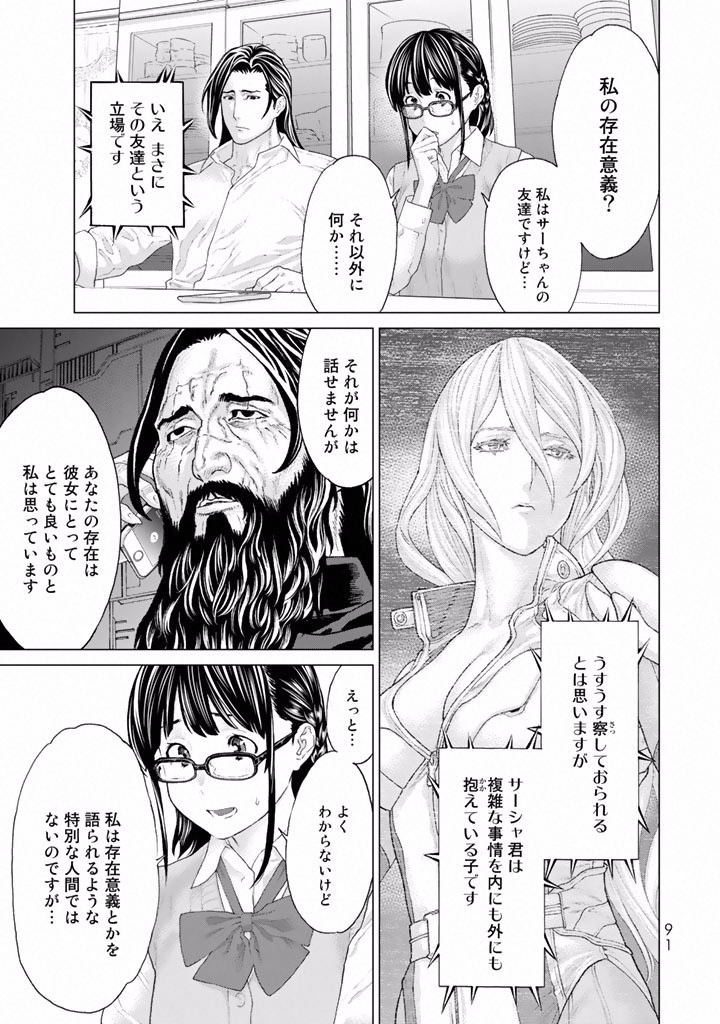 私の存在意義？
私はサーちゃんの
友達ですけど…
それ以外に
何か……
いえ まさに
その友達という
立場です
うすうす察しておられる
とは思いますが
サーシャ君は
複雑な事情を内にも外にも
抱えている子です
それが何かは
話せませんが
あなたの存在は
彼女にとって
とても良いものと
私は思っています
えっと…
よく
わからないけど
私は存在意義とかを
語られるような
特別な人間では
ないのですが…
91